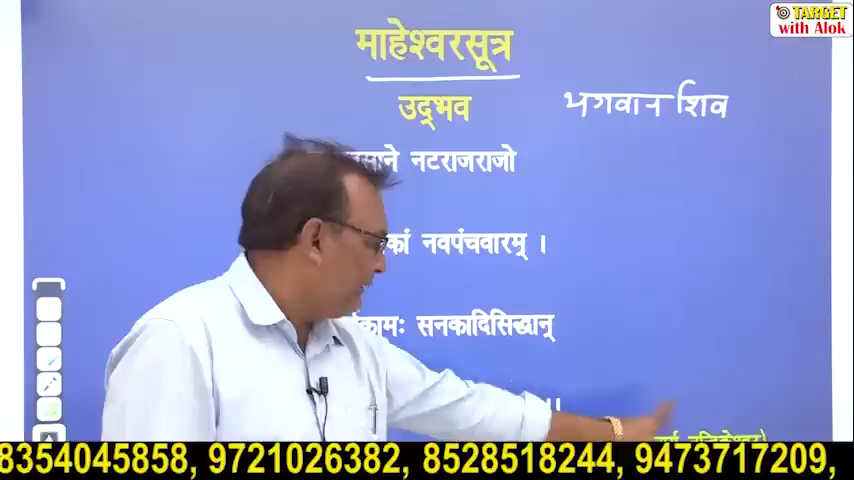 TARGET
with Alok
माहेश्वरसूत्र
उद्भव
भगवान शिव
नटराजराजो
नवपंचवारम् ।
सनकादिसिद्धान्
।।
8354045858, 9721026382, 8528518244, 9473717209,